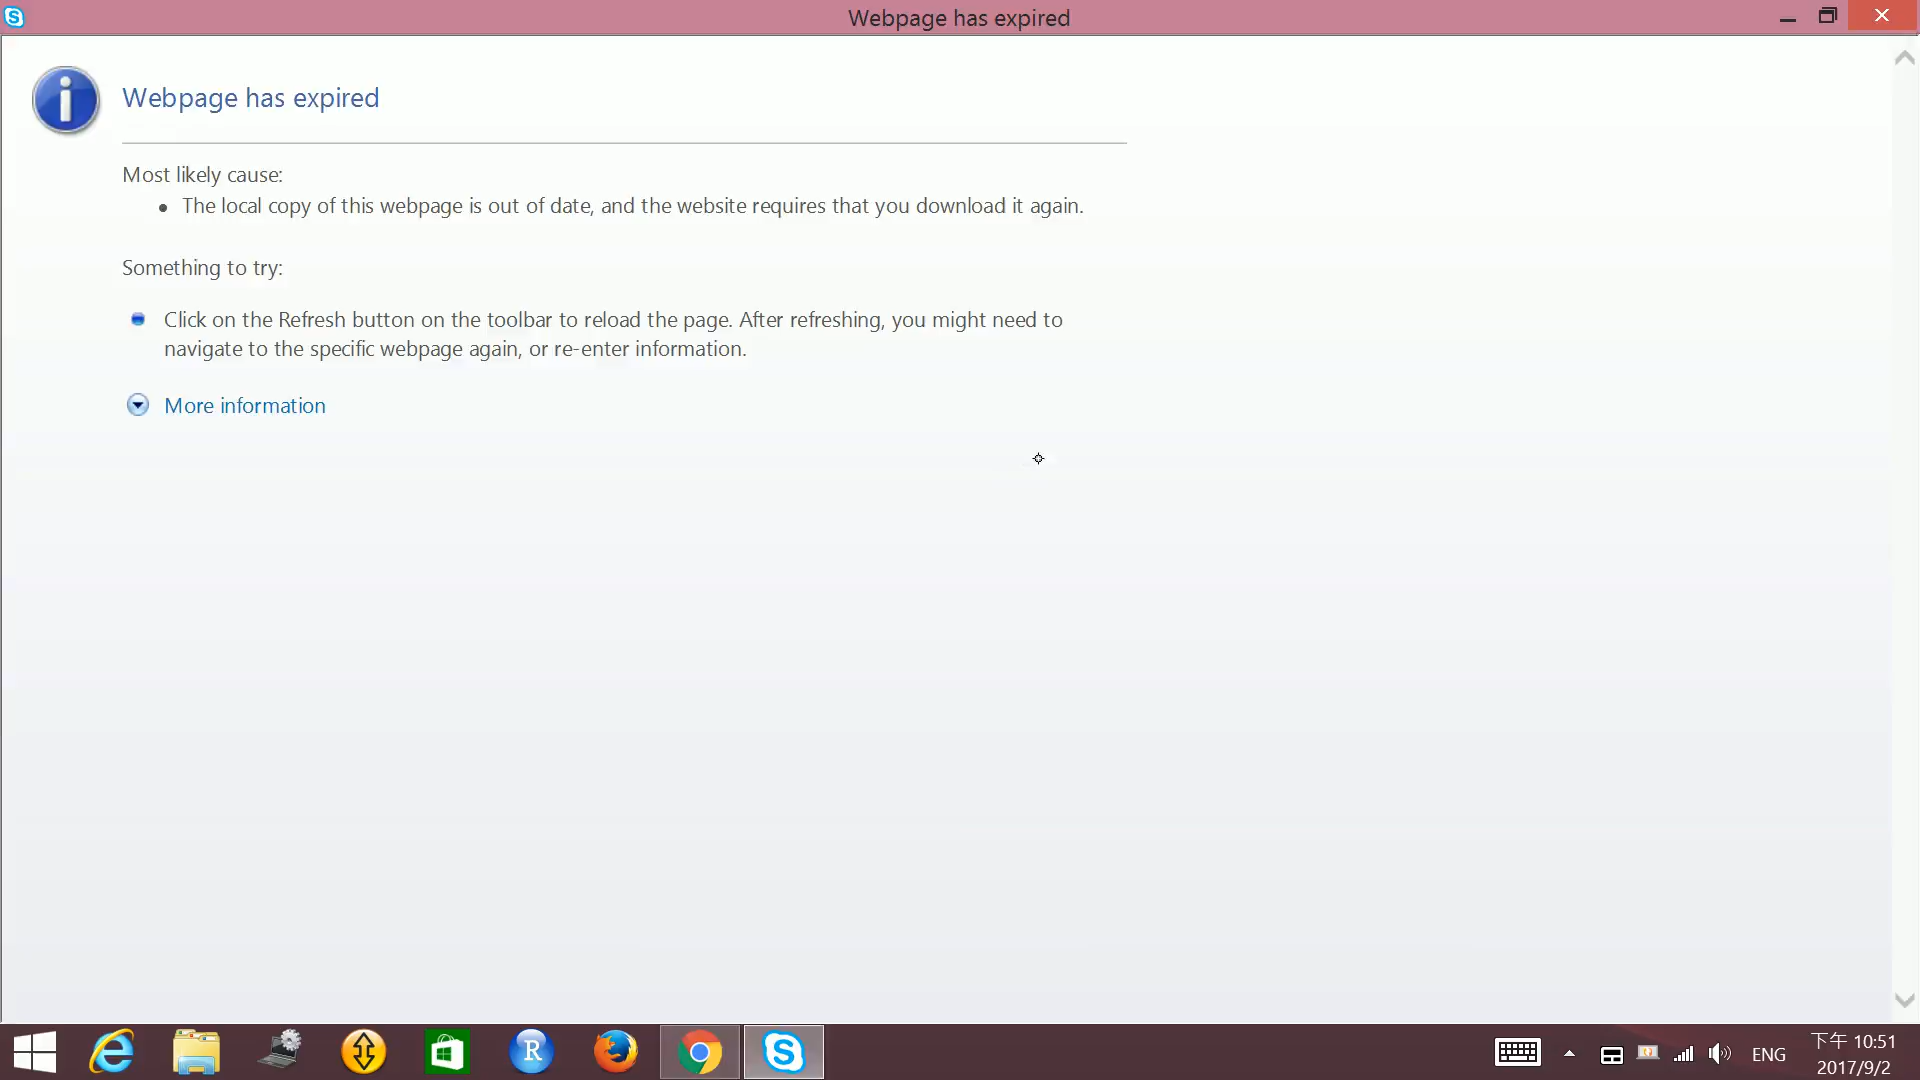 Webpage has expired
Webpage has expired
Most likely cause:
The local copy of this webpage is out of date, and the website requires that you download it again.
Something to try:
Click on the Refresh button on the toolbar to reload the page. After refreshing, you might need to
navigate to the specific webpage again, or re-enter information.
More information
ENG
下午 10:51
2017/9/2